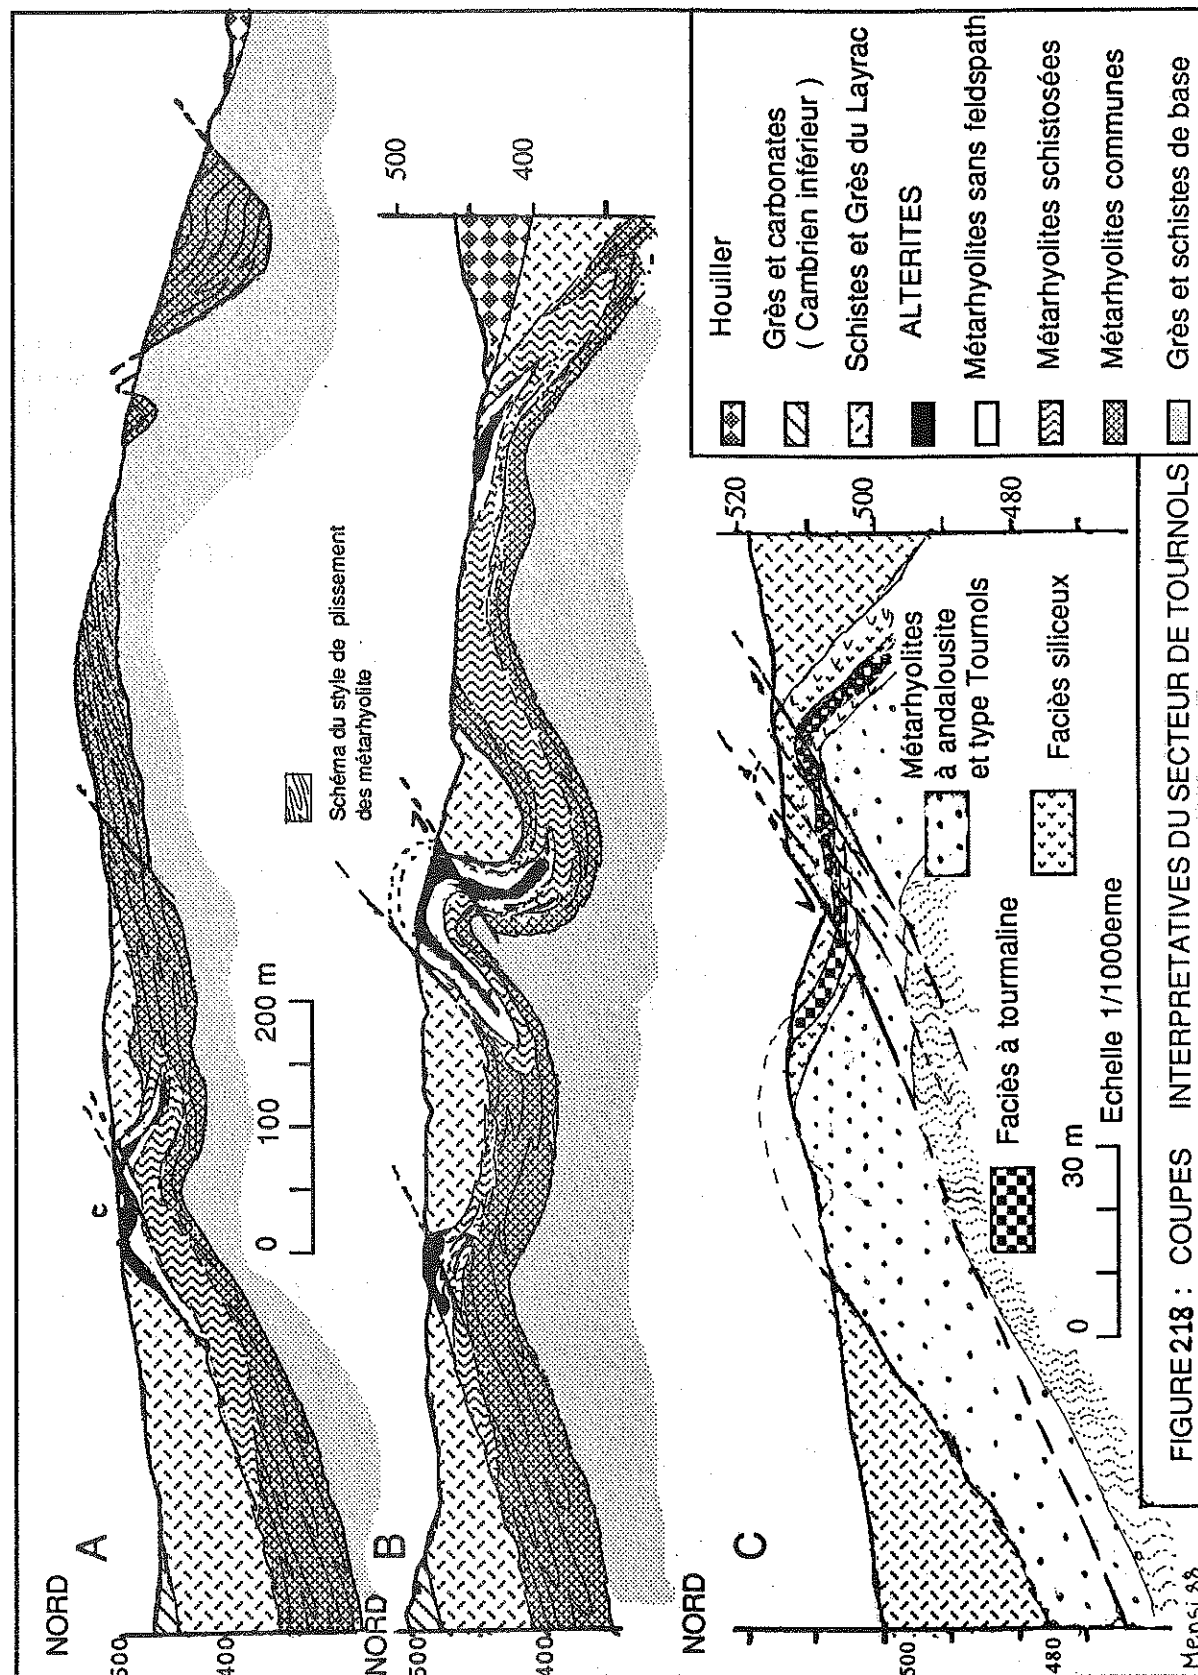 A
NORD
500
400
c
0 100 200 m
Schéma du style de plissement
des métarhyolite
B
NORD
500
400
500
400
C
NORD
500
480
520
500
480
Métarhyolites
à andalousite
et type Tournols
Faciès siliceux
Faciès à tourmaline
0 30 m
Echelle 1/1000eme
Houiller
Grès et carbonates
( Cambrien inférieur )
Schistes et Grès du Layrac
ALTERITES
Métarhyolites sans feldspath
Métarhyolites schistosées
Métarhyolites communes
Grès et schistes de base
FIGURE218 : COUPES INTERPRETATIVES DU SECTEUR DE TOURNOLS